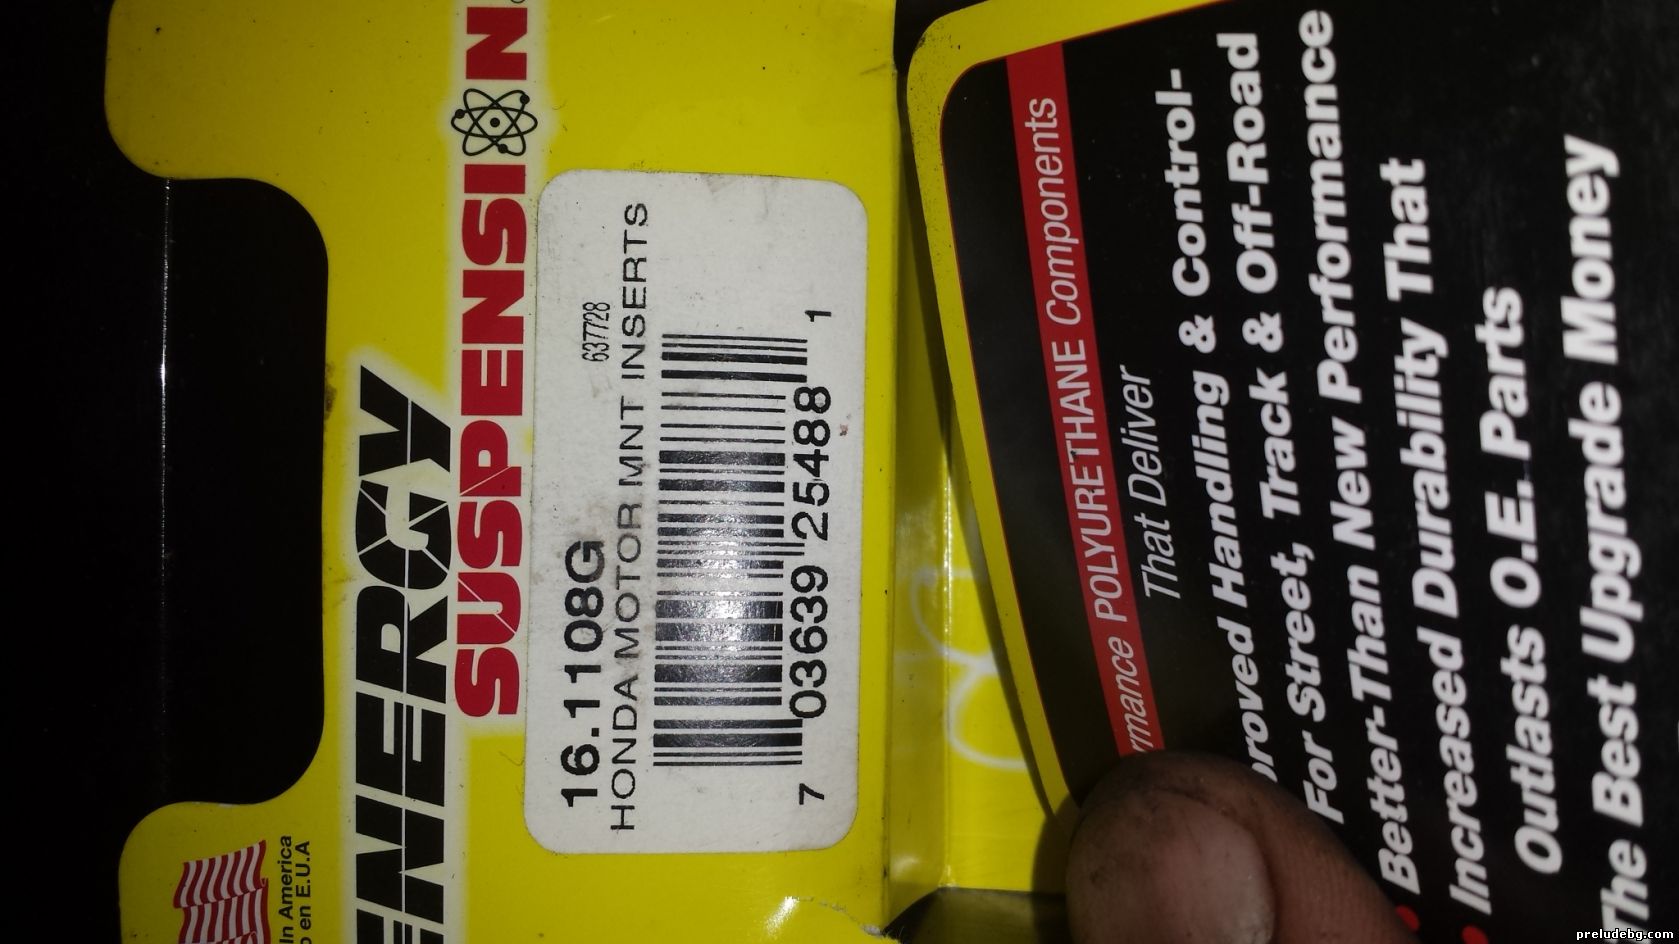 ENERGY
SUSPENSION
16.1108G
637728
HONDA MOTOR MNT INSERTS
7 03639 25488 1
In America
en E.U.A
POLYURETHANE Components
That Deliver
Handling & Control-
For Street, Track & Off-Road
Better-Than New Performance
Increased Durability That
Outlasts O.E. Parts
The Best Upgrade Money
preludebg.com